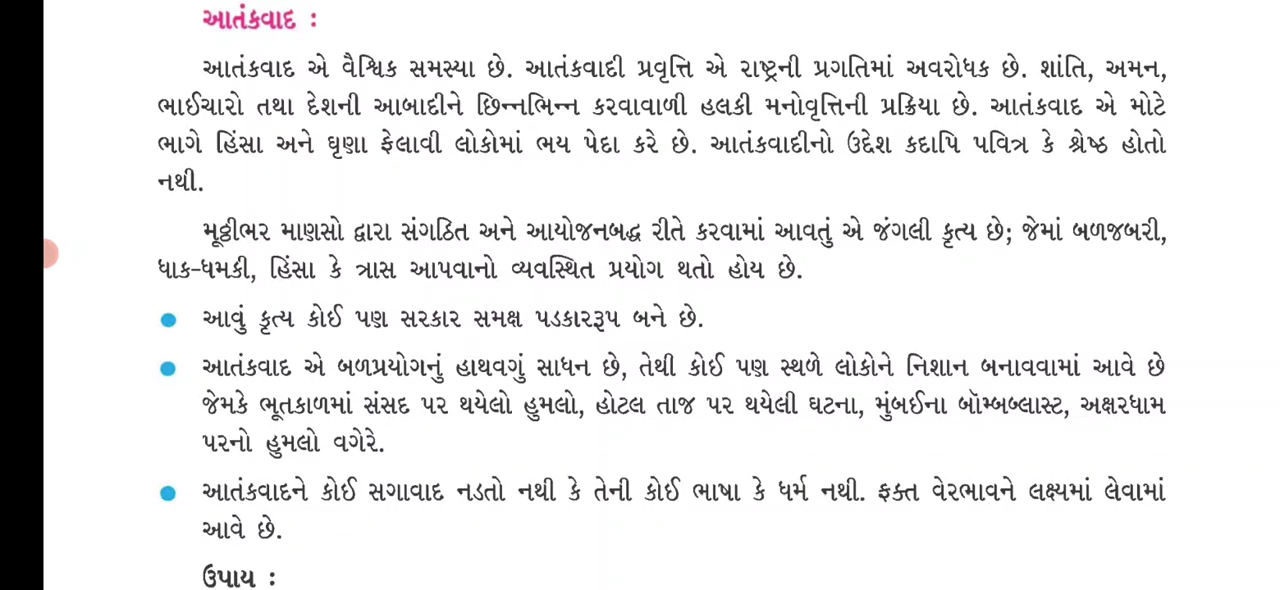 આતંકવાદ :
આતંકવાદ એ વૈશ્વિક સમસ્યા છે. આતંકવાદી પ્રવૃત્તિ એ રાષ્ટ્રની પ્રગતિમાં અવરોધક છે. શાંતિ, અમન,
ભાઈચારો તથા દેશની આબાદીને છિન્નભિન્ન કરવાવાળી હલકી મનોવૃત્તિની પ્રક્રિયા છે. આતંકવાદ એ મોટે
ભાગે હિંસા અને ઘૃણા ફેલાવી લોકોમાં ભય પેદા કરે છે. આતંકવાદીનો ઉદ્દેશ કદાપિ પવિત્ર કે શ્રેષ્ઠ હોતો
નથી.
મૂઠ્ઠીભર માણસો દ્વારા સંગઠિત અને આયોજનબદ્ધ રીતે કરવામાં આવતું એ જંગલી કૃત્ય છે; જેમાં બળજબરી,
ધાક-ધમકી, હિંસા કે ત્રાસ આપવાનો વ્યવસ્થિત પ્રયોગ થતો હોય છે.
● આવું કૃત્ય કોઈ પણ સરકાર સમક્ષ પડકારરૂપ બને છે.
● આતંકવાદ એ બળપ્રયોગનું હાથવગું સાધન છે, તેથી કોઈ પણ સ્થળે લોકોને નિશાન બનાવવામાં આવે છે
જેમકે ભૂતકાળમાં સંસદ પર થયેલો હુમલો, હોટલ તાજ પર થયેલી ઘટના, મુંબઈના બૉમ્બબ્લાસ્ટ, અક્ષરધામ
પરનો હુમલો વગેરે.
● આતંકવાદને કોઈ સગાવાદ નડતો નથી કે તેની કોઈ ભાષા કે ધર્મ નથી. ફક્ત વેરભાવને લક્ષ્યમાં લેવામાં
આવે છે.
ઉપાય :